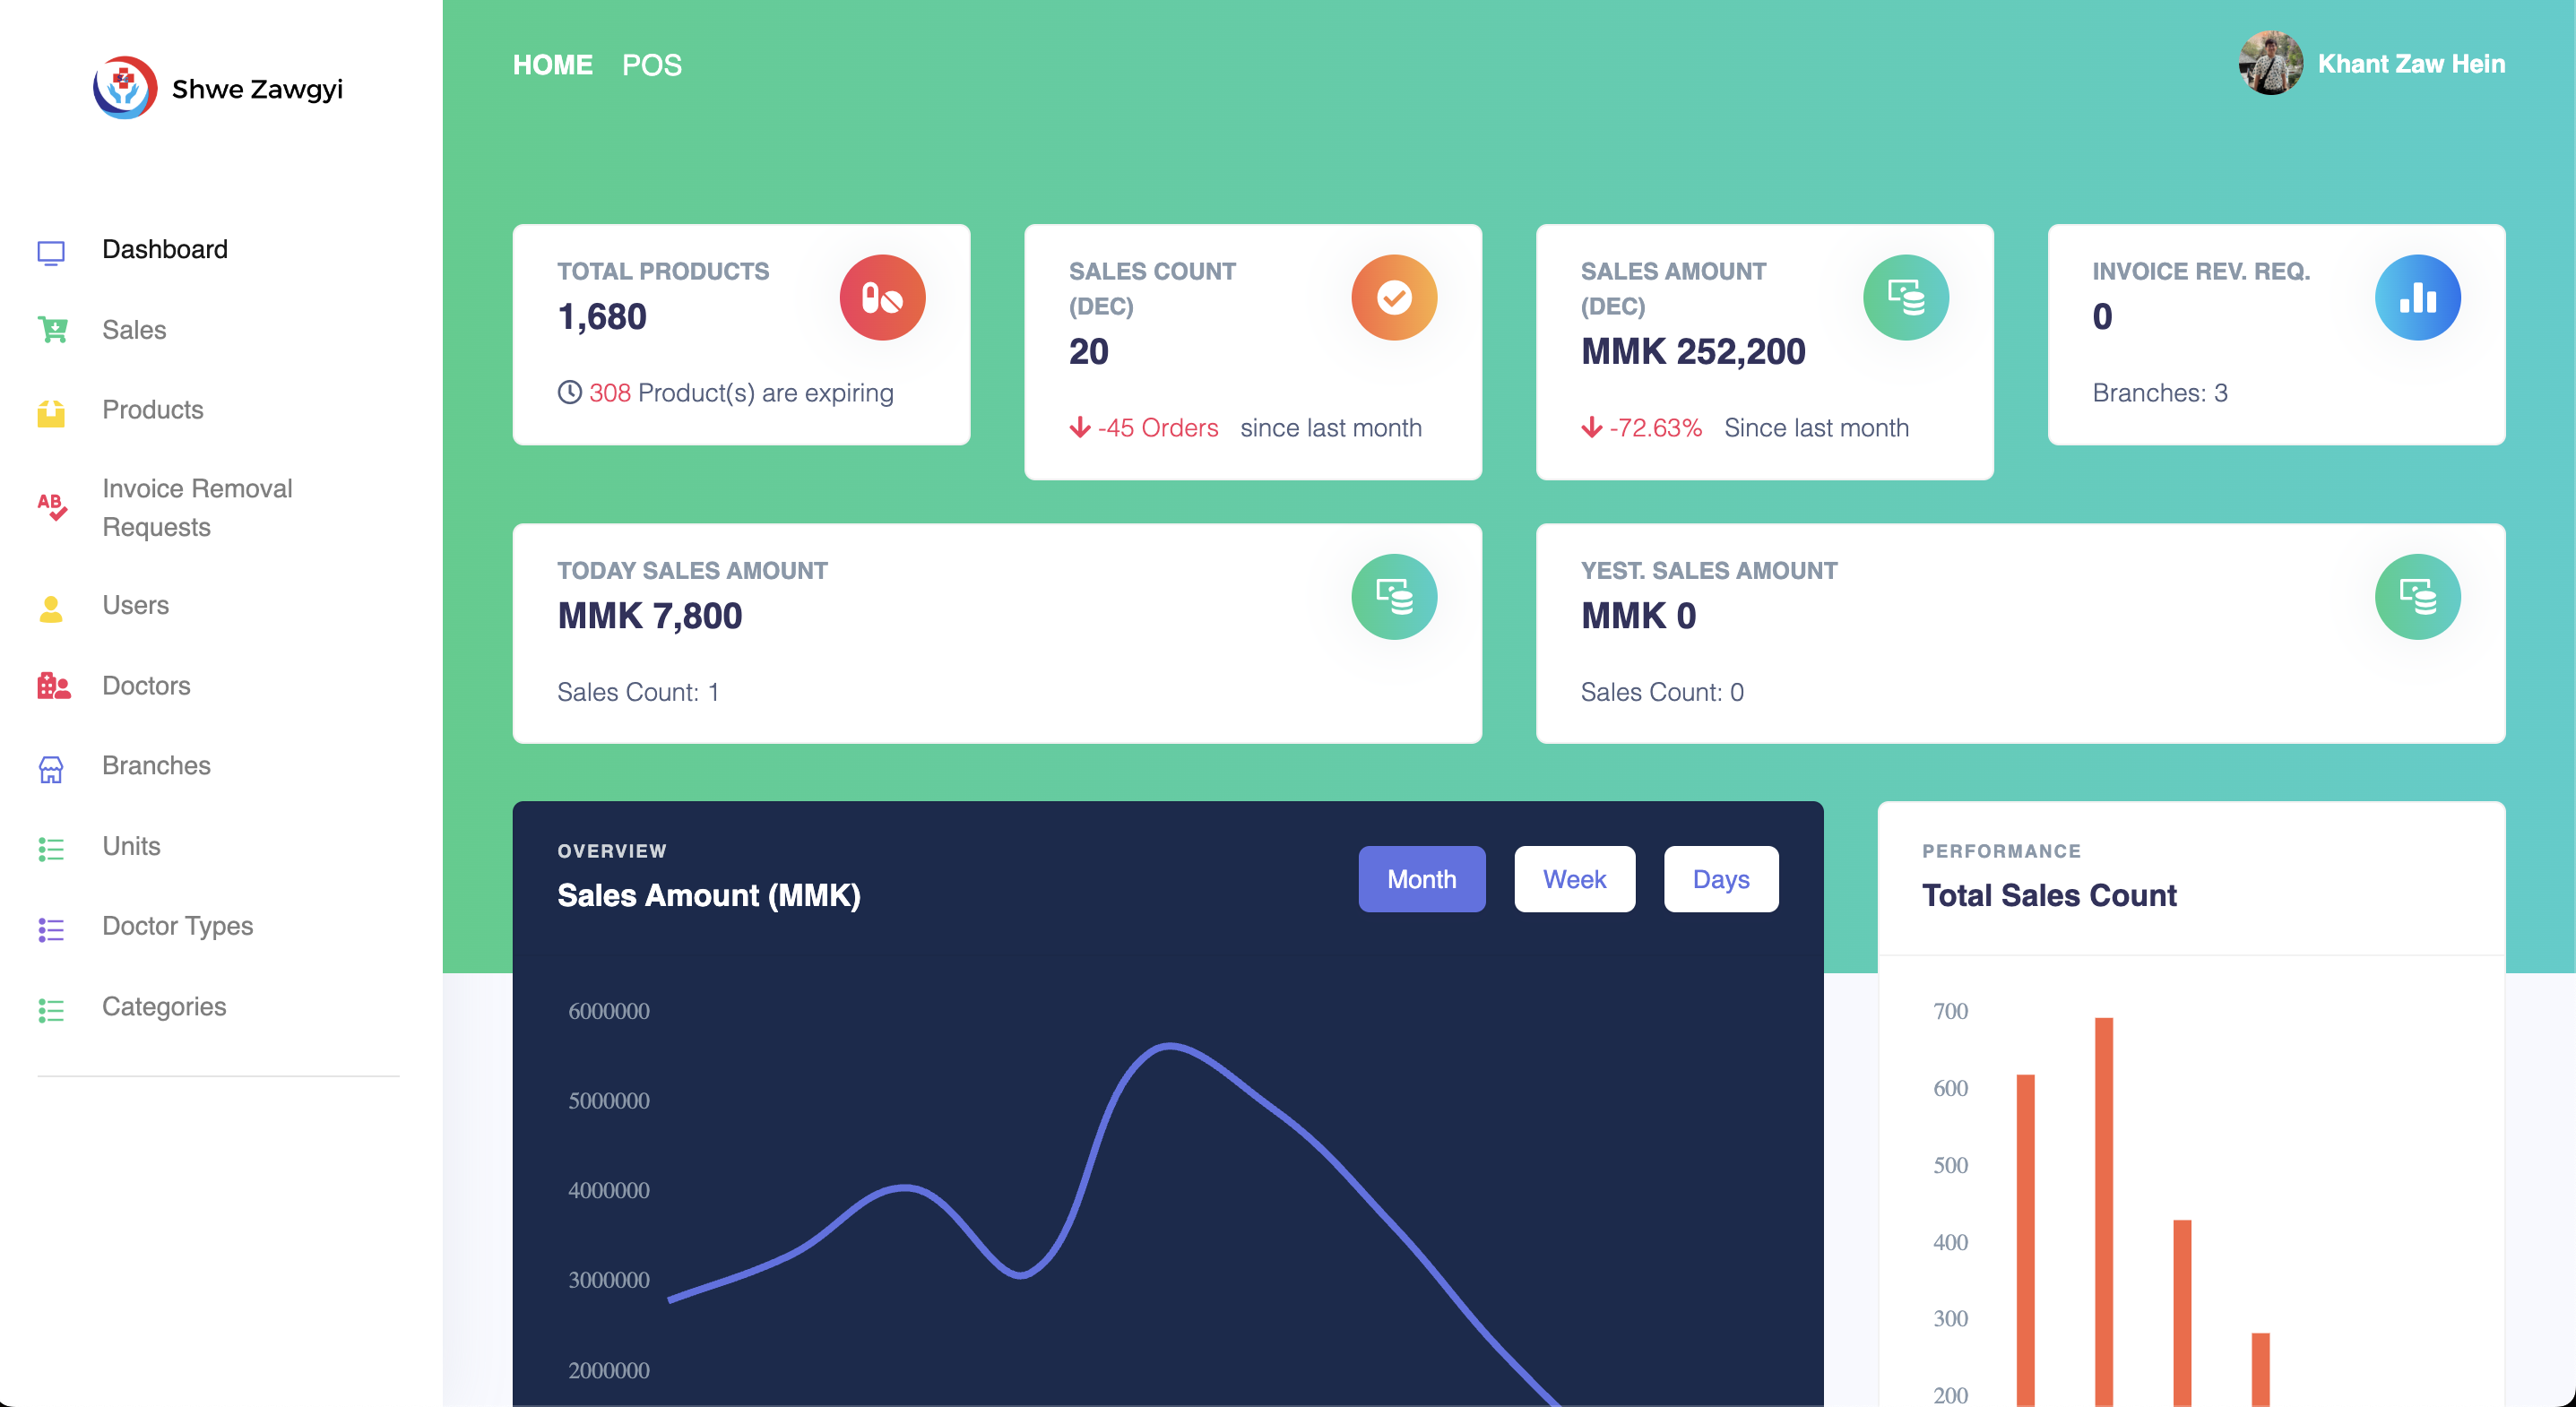 Shwe Zawgyi
HOME POS
Khant Zaw Hein
Dashboard
Sales
Products
AB
Invoice Removal
Requests
Users
Doctors
Branches
Units
Doctor Types
Categories
TOTAL PRODUCTS
1,680
308 Product(s) are expiring
SALES COUNT
(DEC)
20
-45 Orders since last month
SALES AMOUNT
(DEC)
MMK 252,200
-72.63% Since last month
INVOICE REV. REQ.
0
Branches: 3
TODAY SALES AMOUNT
MMK 7,800
Sales Count: 1
YEST. SALES AMOUNT
MMK 0
Sales Count: 0
OVERVIEW
Sales Amount (MMK)
Month Week Days
6000000
5000000
4000000
3000000
2000000
PERFORMANCE
Total Sales Count
700
600
500
400
300
200